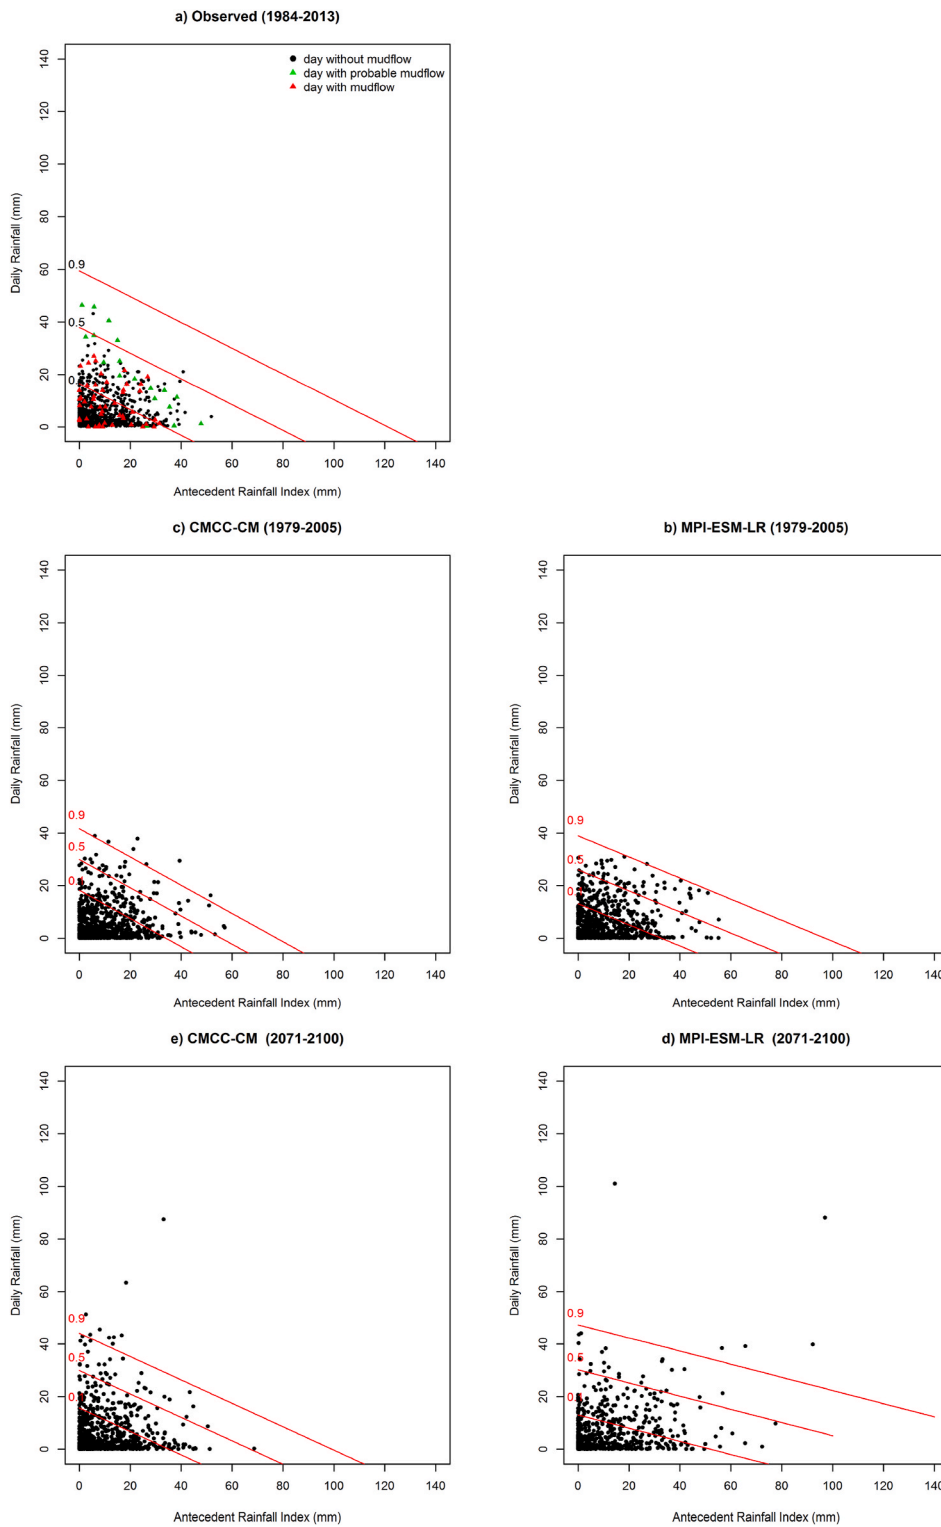 a) Observed (1984-2013)
140
120
100
80
60
40
20
0
Daily Rainfall (mm)
day without mudflow
day with probable mudflow
day with mudflow
0.9
0.5
0 20 40 60 80 100 120 140
Antecedent Rainfall Index (mm)
c) CMCC-CM (1979-2005)
140
120
100
80
60
40
20
0
Daily Rainfall (mm)
0.9
0.5
0 20 40 60 80 100 120 140
Antecedent Rainfall Index (mm)
b) MPI-ESM-LR (1979-2005)
140
120
100
80
60
40
20
0
Daily Rainfall (mm)
0.9
0.5
0 20 40 60 80 100 120 140
Antecedent Rainfall Index (mm)
e) CMCC-CM (2071-2100)
140
120
100
80
60
40
20
0
Daily Rainfall (mm)
0.9
0.5
0 20 40 60 80 100 120 140
Antecedent Rainfall Index (mm)
d) MPI-ESM-LR (2071-2100)
140
120
100
80
60
40
20
0
Daily Rainfall (mm)
0.9
0.5
0 20 40 60 80 100 120 140
Antecedent Rainfall Index (mm)